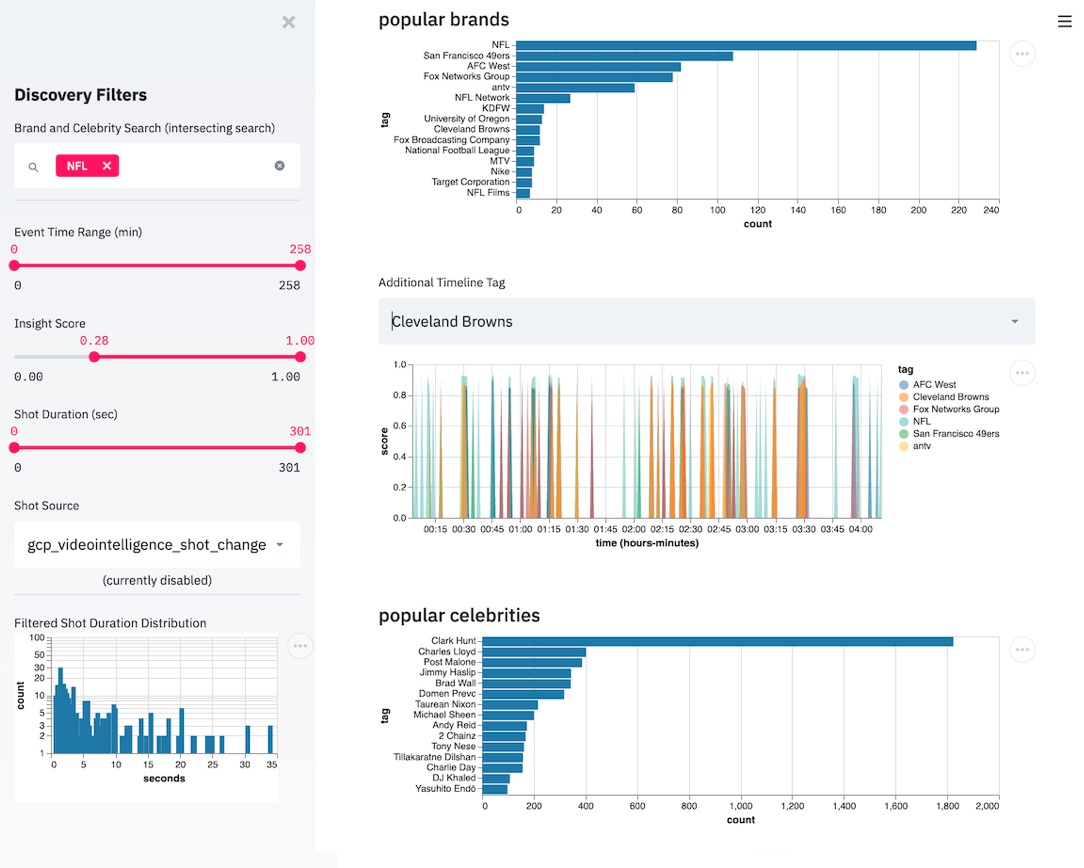 Discovery Filters
Brand and Celebrity Search (intersecting search)
NFL
Event Time Range (min)
0 258
0 258
Insight Score
0.28 1.00
0.00 1.00
Shot Duration (sec)
0 301
0 301
Shot Source
gcp_videointelligence_shot_change
(currently disabled)
Filtered Shot Duration Distribution
count
100
50
30
20
10
5
3
2
1
0 5 10 15 20 25 30 35
seconds
popular brands
tag
NFL
San Francisco 49ers
AFC West
Fox Networks Group
antv
NFL Network
KDFW
University of Oregon
Cleveland Browns
Fox Broadcasting Company
National Football League
MTV
Nike
Target Corporation
NFL Films
0 20 40 60 80 100 120 140 160 180 200 220 240
count
Additional Timeline Tag
Cleveland Browns
score
1.0
0.8
0.6
0.4
0.2
0.0
00:15 00:30 00:45 01:00 01:15 01:30 01:45 02:00 02:15 02:30 02:45 03:00 03:15 03:30 03:45 04:00
time (hours-minutes)
tag
AFC West
Cleveland Browns
Fox Networks Group
NFL
San Francisco 49ers
antv
popular celebrities
tag
Clark Hunt
Charles Lloyd
Post Malone
Jimmy Haslip
Brad Wall
Domen Prevc
Taurean Nixon
Michael Sheen
Andy Reid
2 Chainz
Tony Nese
Tillakaratne Dilshan
Charlie Day
DJ Khaled
Yasuhito Endō
0 200 400 600 800 1,000 1,200 1,400 1,600 1,800 2,000
count